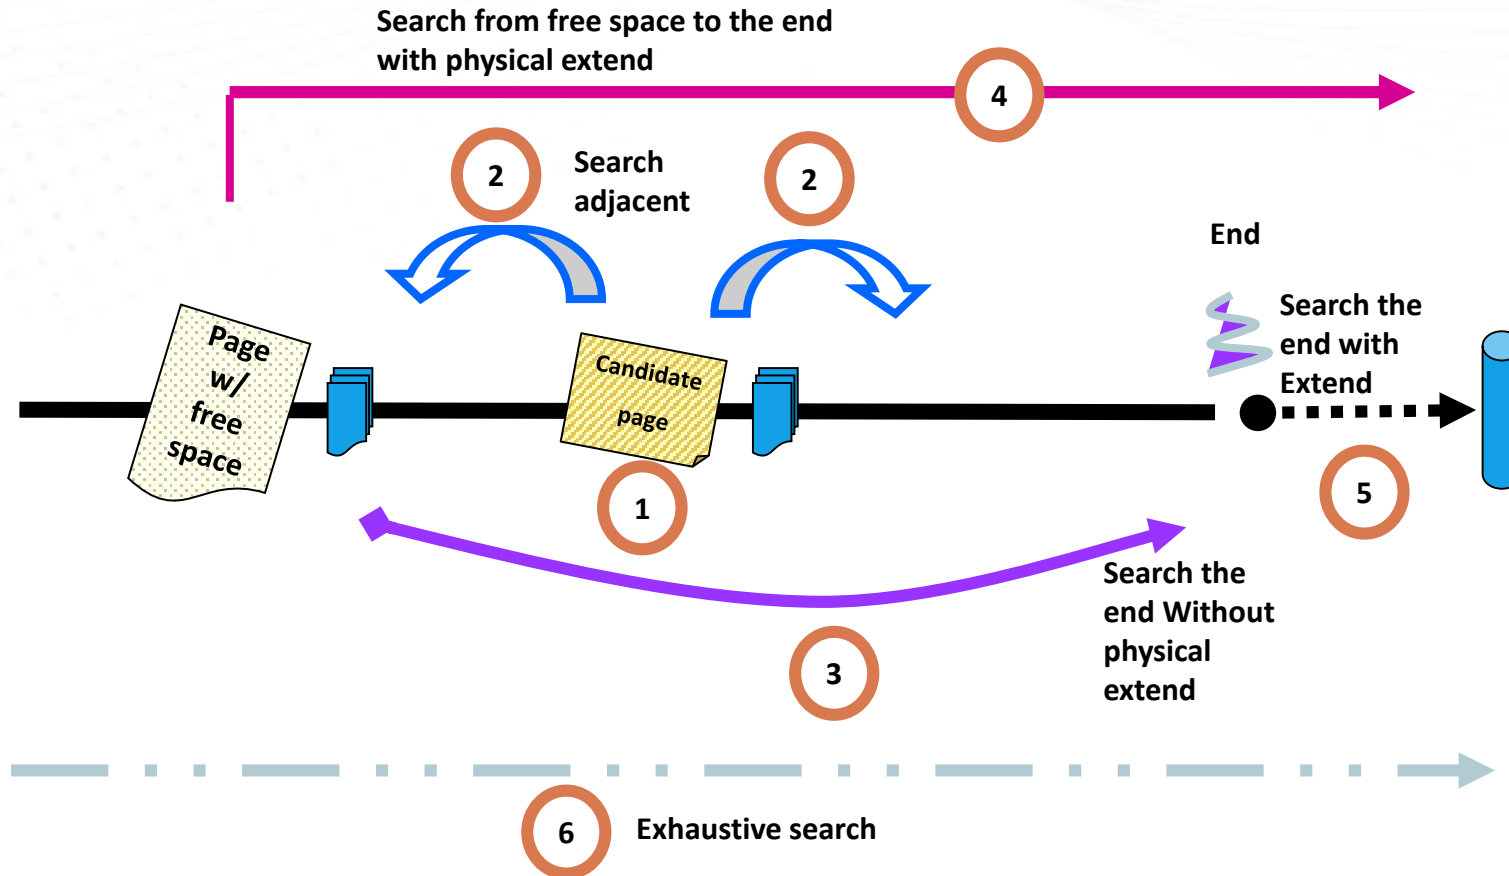 Search from free space to the end
with physical extend
4
2
Search
adjacent
2
End
Search the
end with
Extend
Page
w/
free
space
Candidate
page
1
5
Search the
end Without
physical
extend
3
6
Exhaustive search